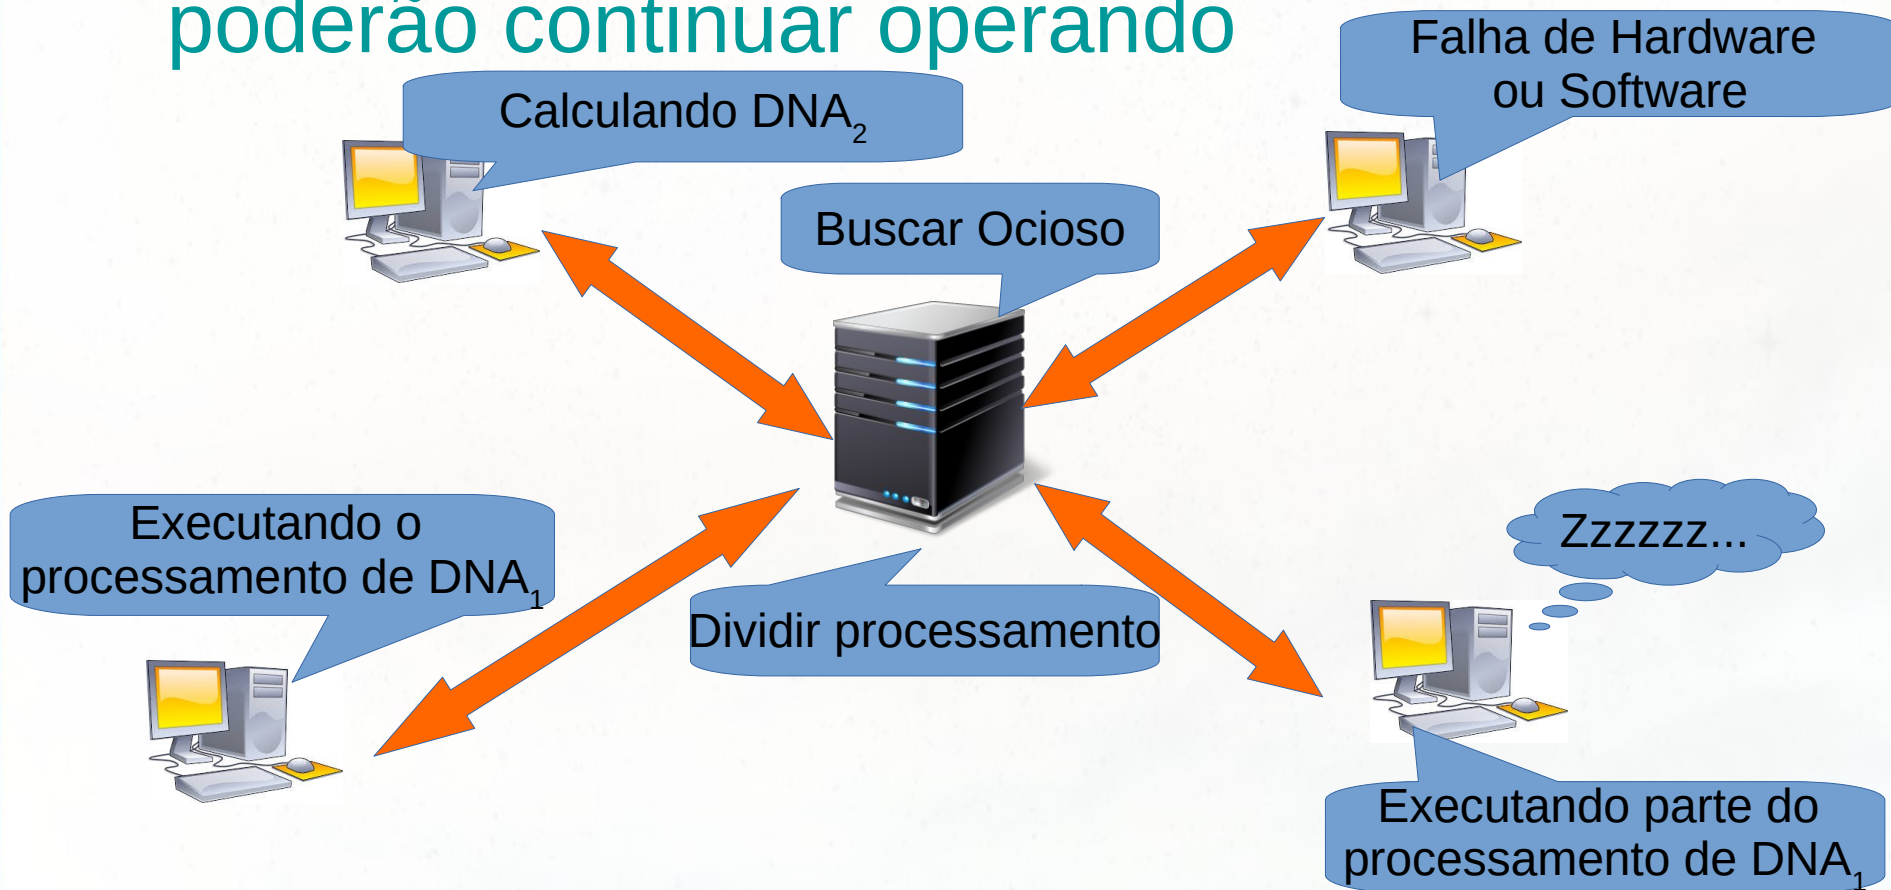 poderão continuar operando
Falha de Hardware
ou Software
Calculando DNA₂
Buscar Ocioso
Executando o
processamento de DNA₁
Zzzzzz...
Dividir processamento
Executando parte do
processamento de DNA₁